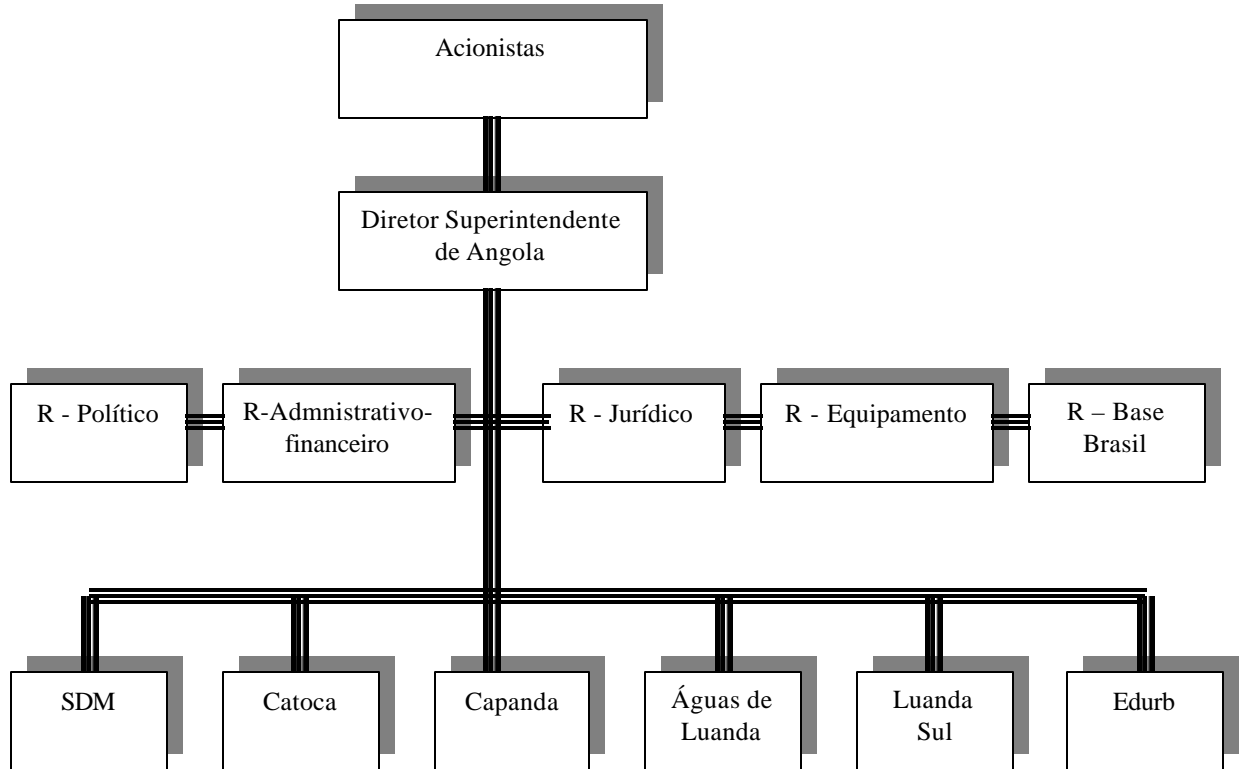 Acionistas
Diretor Superintendente
de Angola
R - Político
R-Admnistrativo-
financeiro
R - Jurídico
R - Equipamento
R – Base
Brasil
SDM
Catoca
Capanda
Águas de
Luanda
Luanda
Sul
Edurb